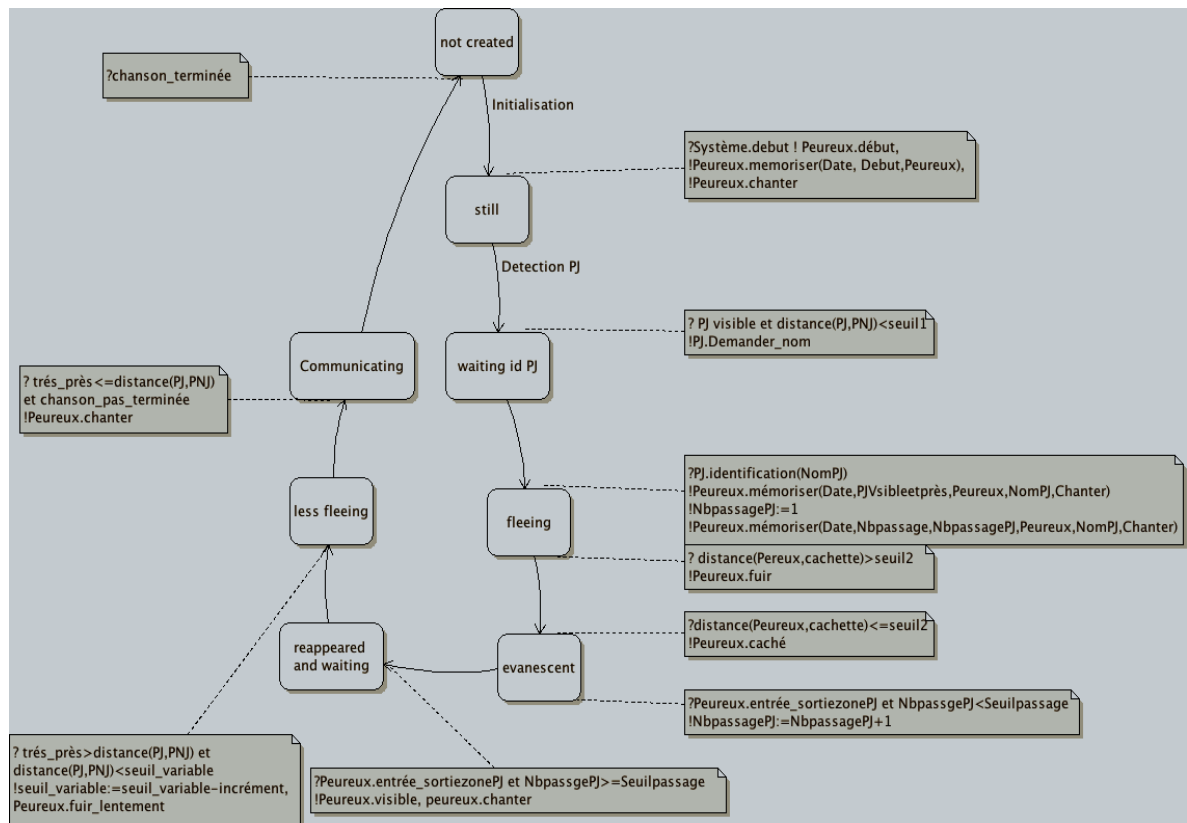 not created
?chanson_terminée
Initialisation
?Système.debut ! Peureux.début,
!Peureux.memoriser(Date, Debut,Peureux),
!Peureux.chanter
still
Detection PJ
? PJ visible et distance(PJ,PNJ)<seuil1
!PJ.Demander_nom
Communicating
waiting id PJ
? trés_près<=distance(PJ,PNJ)
et chanson_pas_terminée
!Peureux.chanter
?PJ.identification(NomPJ)
!Peureux.mémoriser(Date,PJVsibleetprès,Peureux,NomPJ,Chanter)
!NbpassagePJ:=1
!Peureux.mémoriser(Date,Nbpassage,NbpassagePJ,Peureux,NomPJ,Chanter)
less fleeing
fleeing
? distance(Pereux,cachette)>seuil2
!Peureux.fuir
?distance(Peureux,cachette)<=seuil2
!Peureux.caché
reappeared
and waiting
evanescent
?Peureux.entrée_sortiezonePJ et NbpassgePJ<Seuilpassage
!NbpassagePJ:=NbpassagePJ+1
? trés_près>distance(PJ,PNJ) et
distance(PJ,PNJ)<seuil_variable
!seuil_variable:=seuil_variable-incrément,
Peureux.fuir_lentement
?Peureux.entrée_sortiezonePJ et NbpassgePJ>=Seuilpassage
!Peureux.visible, peureux.chanter